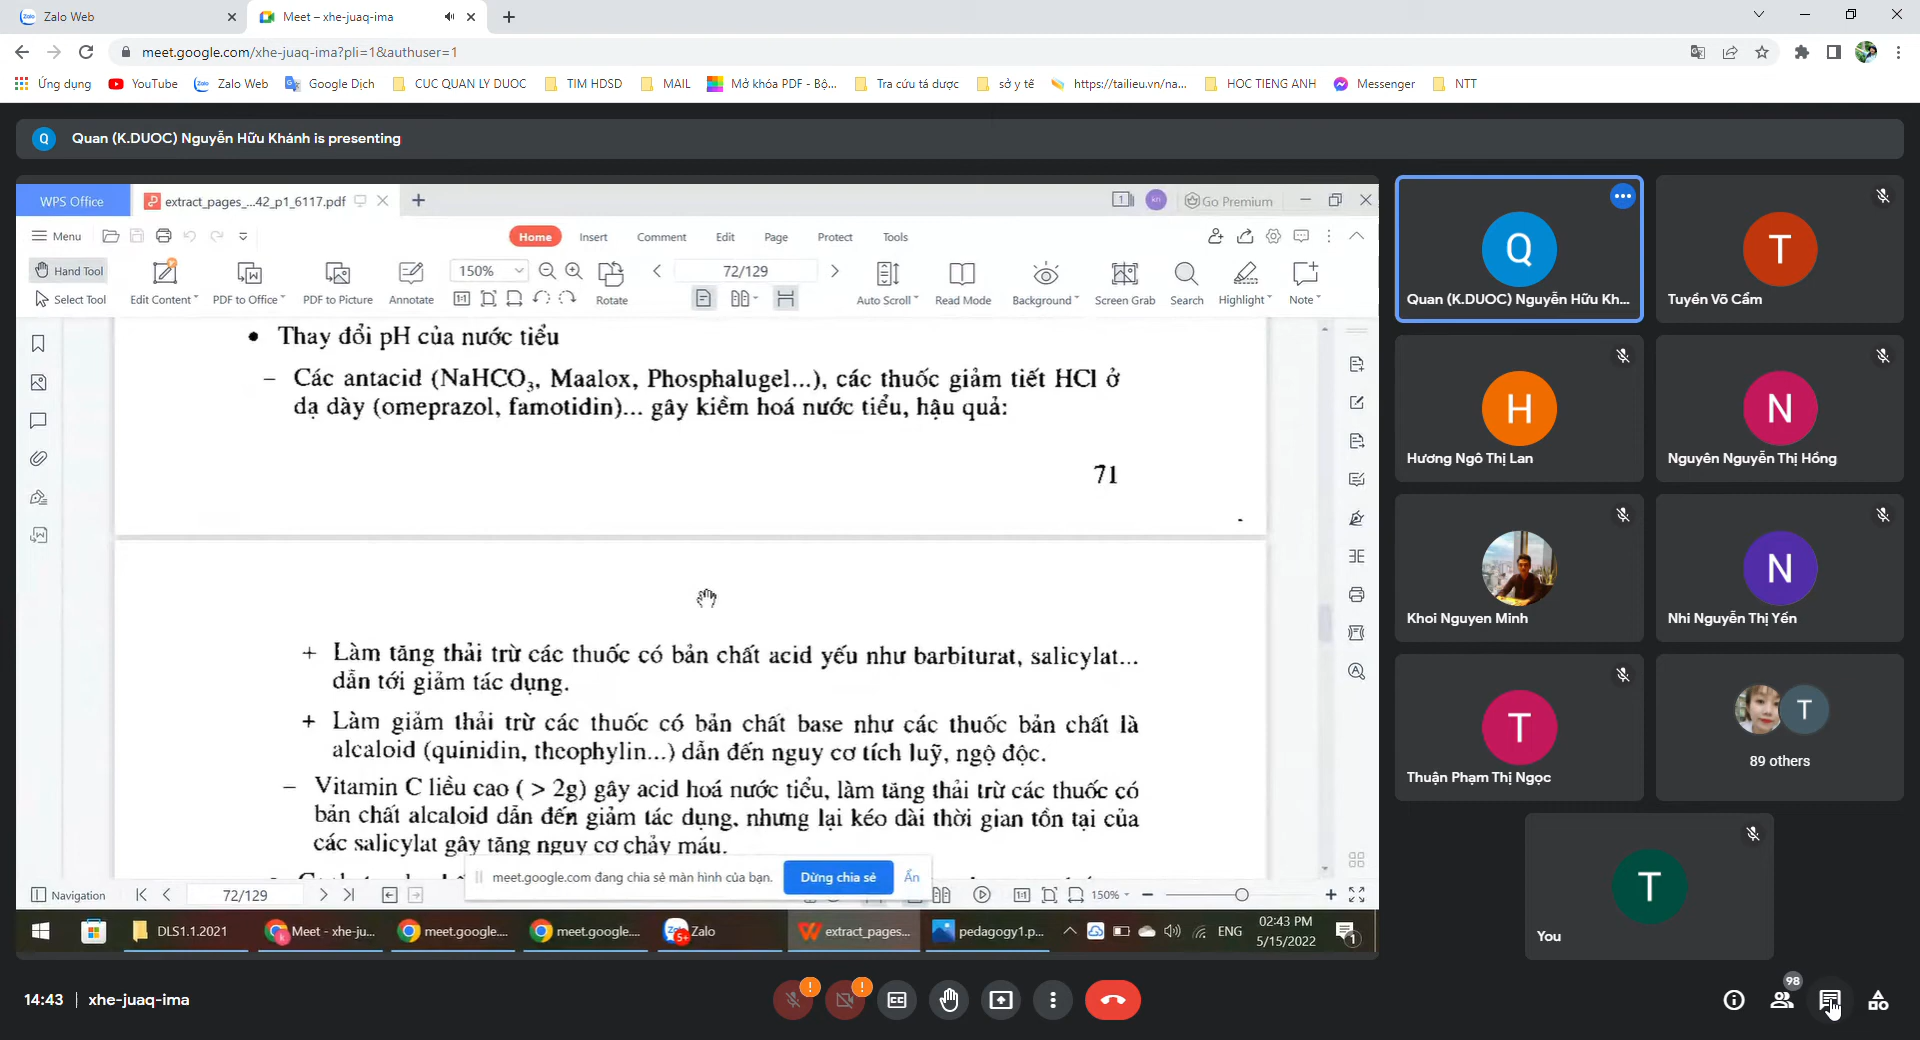 Zalo Web
Meet – xhe-juaq-ima
meet.google.com/xhe-juaq-ima?pli=1&authuser=1
Ứng dụng YouTube Zalo Web Google Dịch CUC QUAN LY DUOC TIM HDSD MAIL Mở khóa PDF - Bộ... Tra cứu tá dược sở y tế https://tailieu.vn/na... HOC TIENG ANH Messenger NTT
Q Quan (K.DUOC) Nguyễn Hữu Khánh is presenting
WPS Office extract_pages_...42_p1_6117.pdf Go Premium
Menu Home Insert Comment Edit Page Protect Tools
Hand Tool 150% 72/129
Select Tool Edit Content PDF to Office PDF to Picture Annotate Rotate Auto Scroll Read Mode Background Screen Grab Search Highlight Note
• Thay đổi pH của nước tiểu
– Các antacid (NaHCO3, Maalox, Phosphalugel...), các thuốc giảm tiết HCl ở
dạ dày (omeprazol, famotidin)... gây kiềm hoá nước tiểu, hậu quả:
71
+ Làm tăng thải trừ các thuốc có bản chất acid yếu như barbiturat, salicylat...
dẫn tới giảm tác dụng.
+ Làm giảm thải trừ các thuốc có bản chất base như các thuốc bản chất là
alcaloid (quinidin, theophylin...) dẫn đến nguy cơ tích luỹ, ngộ độc.
– Vitamin C liều cao ( > 2g) gây acid hoá nước tiểu, làm tăng thải trừ các thuốc có
bản chất alcaloid dẫn đến giảm tác dụng, nhưng lại kéo dài thời gian tồn tại của
các salicylat gây tăng nguy cơ chảy máu.
meet.google.com đang chia sẻ màn hình của bạn. Dừng chia sẻ Ẩn
Navigation 72/129 150%
DLS1.1.2021 Meet - xhe-ju... meet.google.... meet.google.... Zalo 5+ extract_pages... pedagogy1.p... ENG 02:43 PM
5/15/2022
1
Q
Quan (K.DUOC) Nguyễn Hữu Kh...
T
Tuyền Võ Cẩm
H
Hương Ngô Thị Lan
N
Nguyên Nguyễn Thị Hồng
Khoi Nguyen Minh
N
Nhi Nguyễn Thị Yến
T
Thuận Phạm Thị Ngọc
T
89 others
T
You
14:43 | xhe-juaq-ima
98